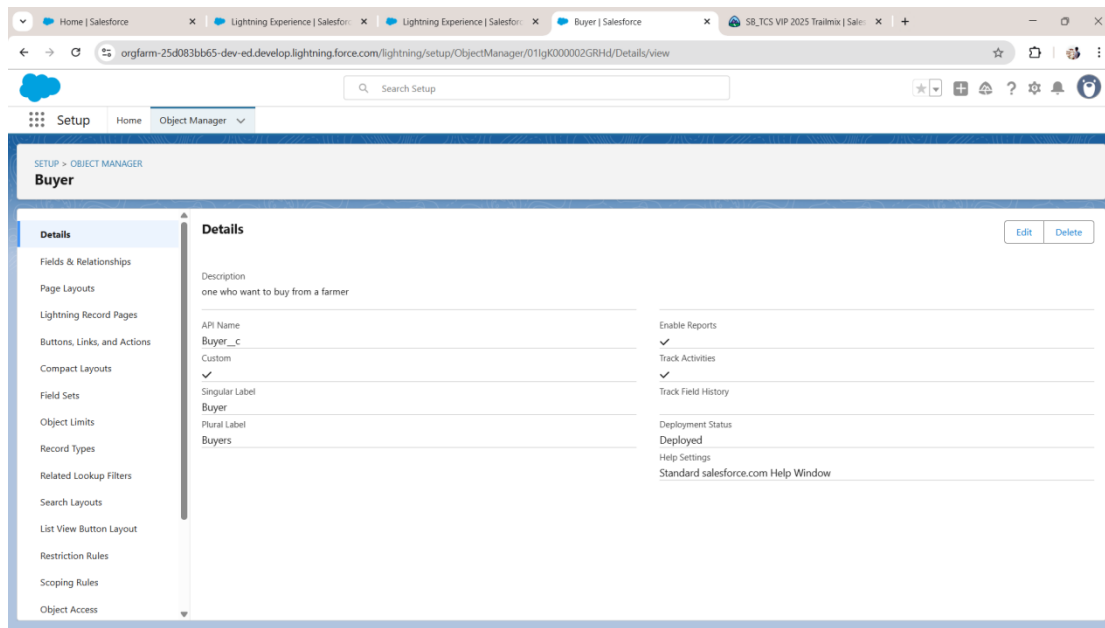 Home | Salesforce
Lightning Experience | Salesforc
Lightning Experience | Salesforc
Buyer | Salesforce
SB_TCS VIP 2025 Trailmix | Sales
orgfarm-25d083bb65-dev-ed.develop.lightning.force.com/lightning/setup/ObjectManager/01IgK000002GRHd/Details/view
Search Setup
Setup
Home
Object Manager
SETUP > OBJECT MANAGER
Buyer
Details
Fields & Relationships
Page Layouts
Lightning Record Pages
Buttons, Links, and Actions
Compact Layouts
Field Sets
Object Limits
Record Types
Related Lookup Filters
Search Layouts
List View Button Layout
Restriction Rules
Scoping Rules
Object Access
Details
Edit
Delete
Description
one who want to buy from a farmer
API Name
Buyer__c
Custom
Singular Label
Buyer
Plural Label
Buyers
Enable Reports
Track Activities
Track Field History
Deployment Status
Deployed
Help Settings
Standard salesforce.com Help Window